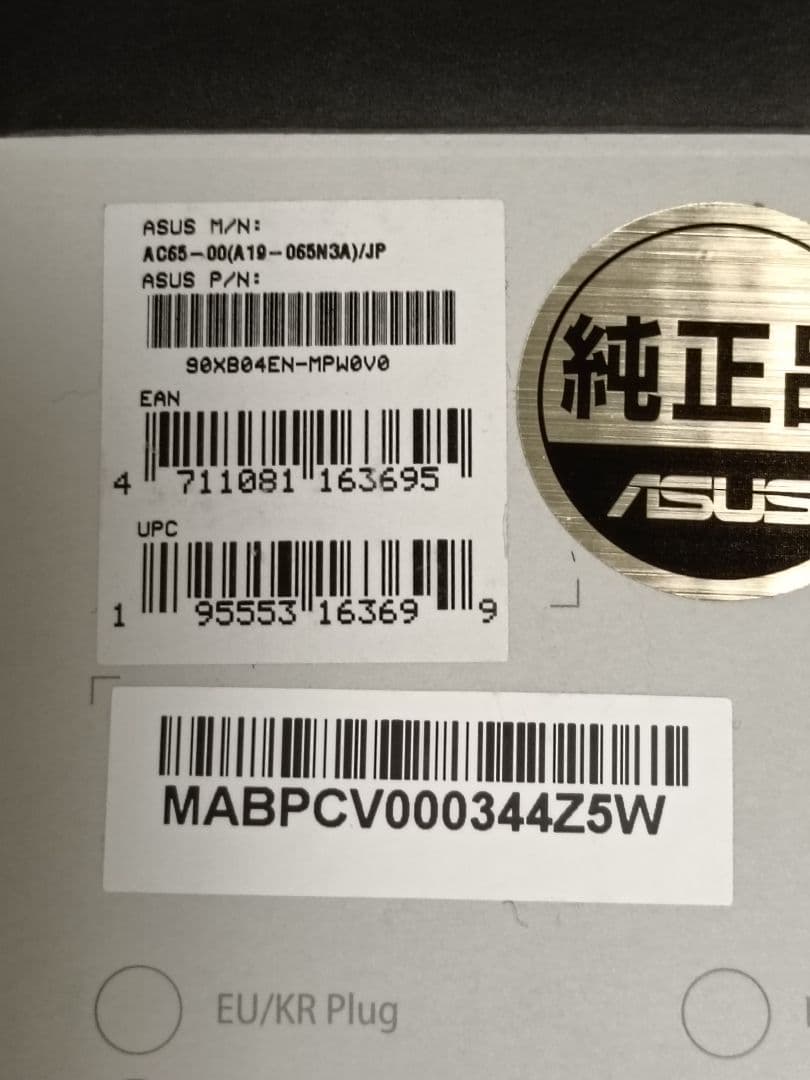 ASUS M/N:
AC65-00(A19-065N3A)/JP
ASUS P/N:
90XB04EN-MPW0V0
EAN
4 711081 163695
UPC
1 95553 16369 9
純正品
ASUS
MABPCV000344Z5W
EU/KR Plug